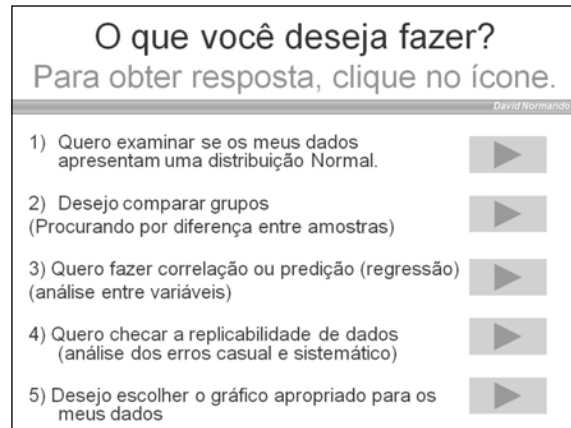 O que você deseja fazer?
Para obter resposta, clique no ícone.
David Normando
1) Quero examinar se os meus dados
apresentam uma distribuição Normal.
2) Desejo comparar grupos
(Procurando por diferença entre amostras)
3) Quero fazer correlação ou predição (regressão)
(análise entre variáveis)
4) Quero checar a replicabilidade de dados
(análise dos erros casual e sistemático)
5) Desejo escolher o gráfico apropriado para os
meus dados